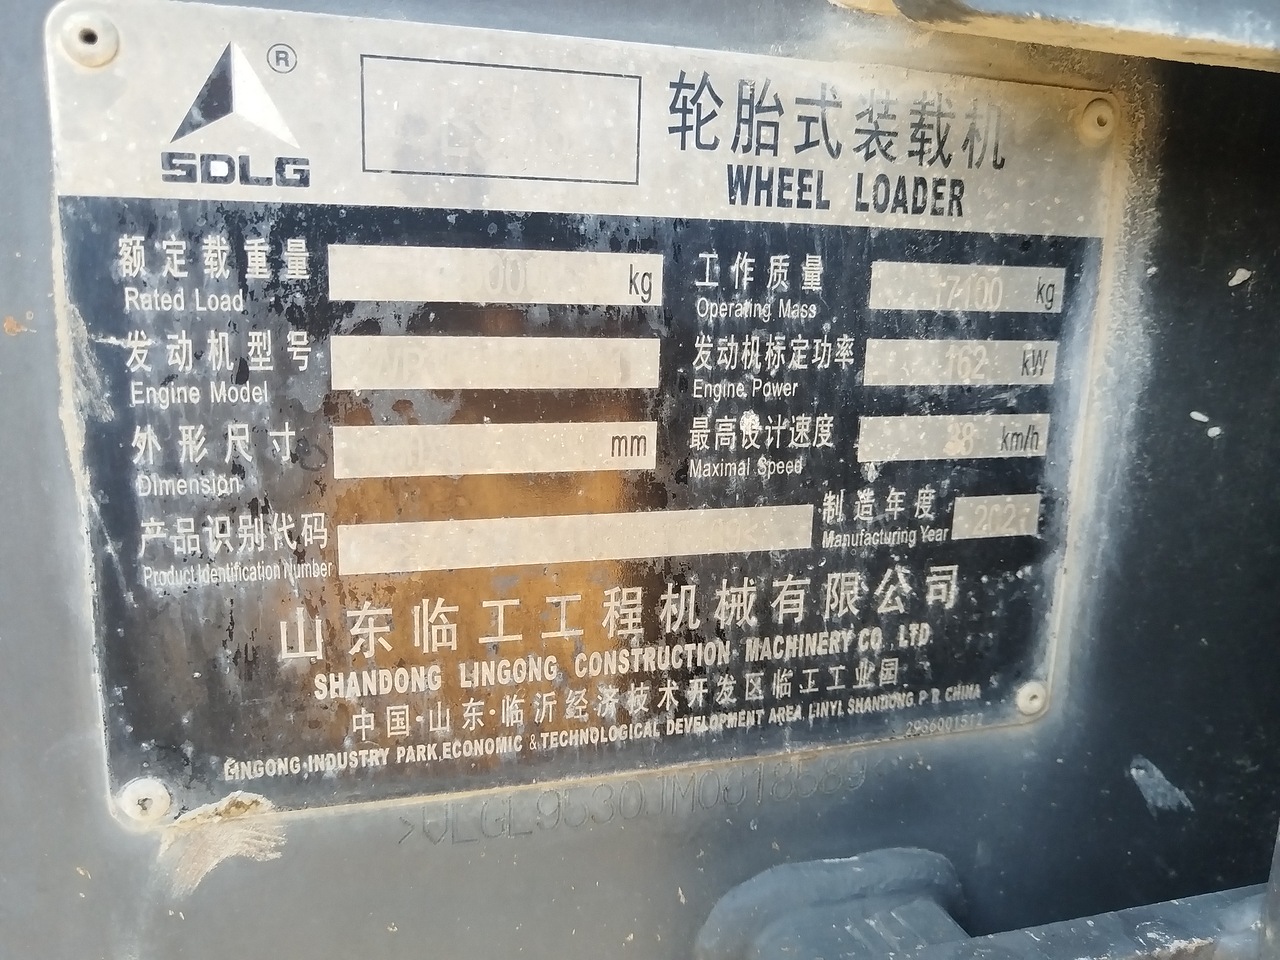 SDLG
®
轮胎式装载机
WHEEL LOADER
额定载重量
Rated Load
kg
工作质量
Operating Mass
17100 kg
发动机型号
Engine Model
发动机标定功率
Engine Power
162 kW
外形尺寸
Dimension
mm
最高设计速度
Maximal Speed
38 km/h
产品识别代码
Product Identification Number
制造年度
Manufacturing Year
山东临工工程机械有限公司
SHANDONG LINGONG CONSTRUCTION MACHINERY CO., LTD
中国·山东·临沂经济技术开发区临工工业园
LINGONG INDUSTRY PARK,ECONOMIC & TECHNOLOGICAL DEVELOPMENT AREA, LINYI, SHANDONG, P. R. CHINA
2936001512